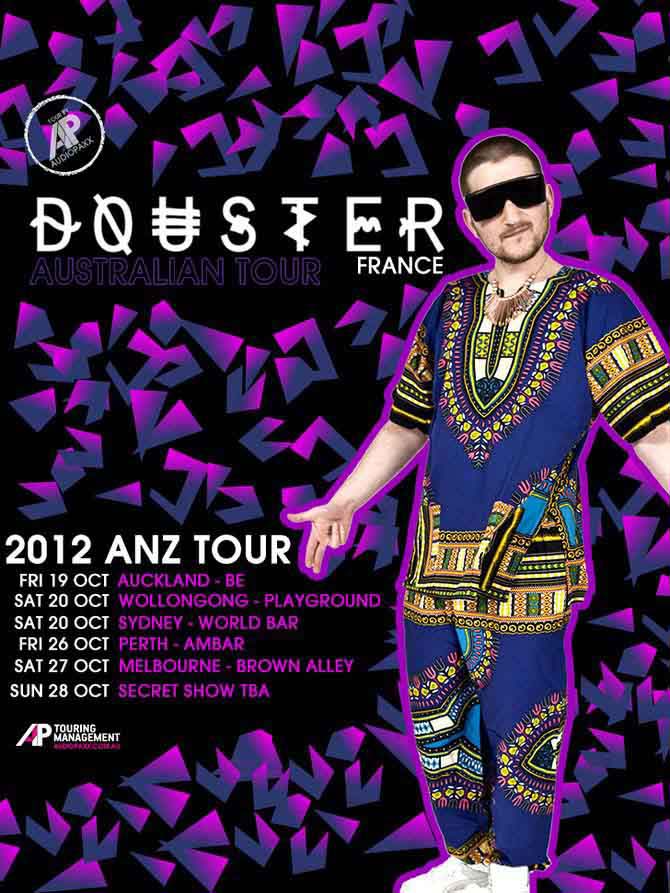 TOUR BY
AP
AUDIOPAXX
DOUSTER
AUSTRALIAN TOUR
FRANCE
2012 ANZ TOUR
FRI 19 OCT AUCKLAND - BE
SAT 20 OCT WOLLONGONG - PLAYGROUND
SAT 20 OCT SYDNEY - WORLD BAR
FRI 26 OCT PERTH - AMBAR
SAT 27 OCT MELBOURNE - BROWN ALLEY
SUN 28 OCT SECRET SHOW TBA
AP TOURING
MANAGEMENT
AUDIOPAXX.COM.AU